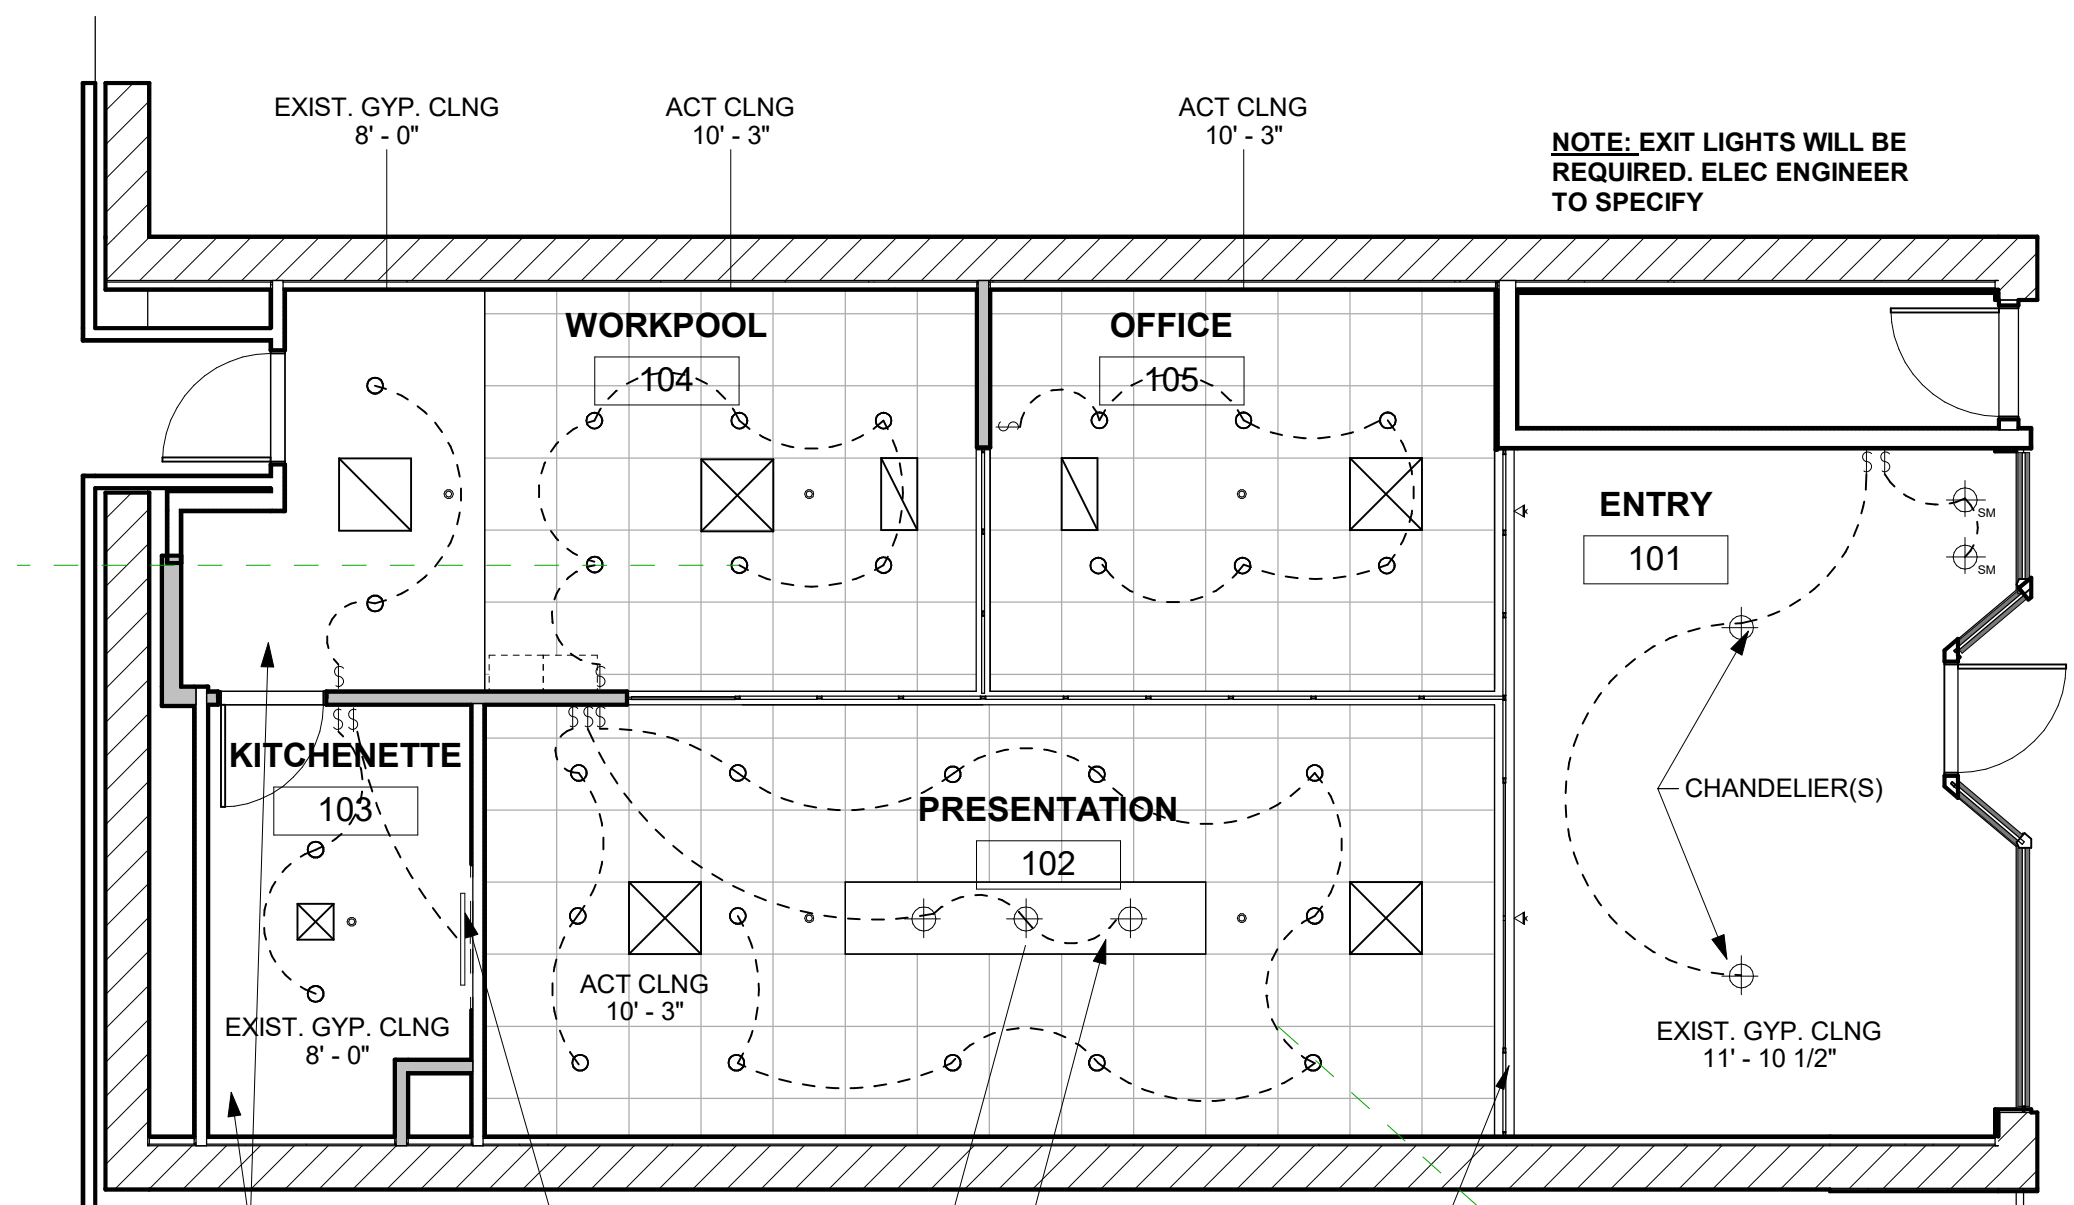 EXIST. GYP. CLNG
8' - 0"
ACT CLNG
10' - 3"
ACT CLNG
10' - 3"
NOTE: EXIT LIGHTS WILL BE
REQUIRED. ELEC ENGINEER
TO SPECIFY
WORKPOOL
104
OFFICE
105
$
$ $
ENTRY
101
SM
SM
$
$
$ $
$ $ $
KITCHENETTE
103
PRESENTATION
102
CHANDELIER(S)
ACT CLNG
10' - 3"
EXIST. GYP. CLNG
8' - 0"
EXIST. GYP. CLNG
11' - 10 1/2"